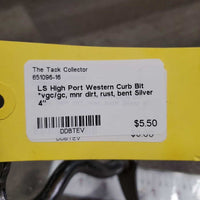 The Tack Collector
651096-16
LS High Port Western Curb Bit
*vgc/gc, mnr dirt, rust, bent Silver
4"
$5.50
DDBTEV